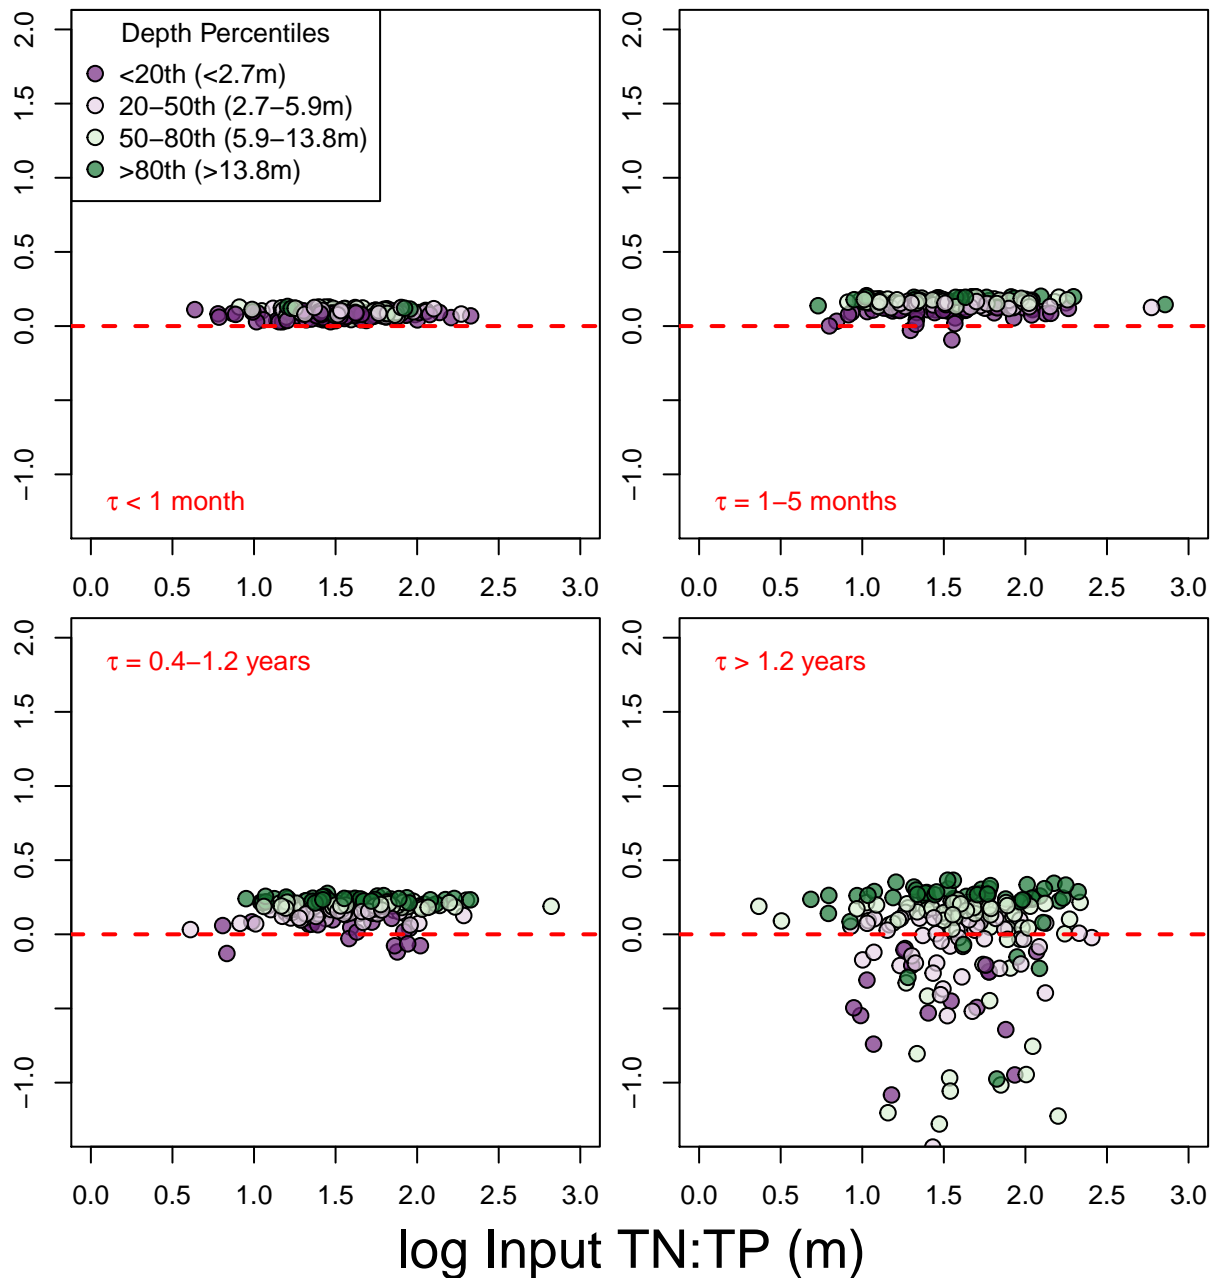 2.0
1.5
1.0
0.5
0.0
−1.0
Depth Percentiles
<20th (<2.7m)
20−50th (2.7−5.9m)
50−80th (5.9−13.8m)
>80th (>13.8m)
τ < 1 month
0.0 0.5 1.0 1.5 2.0 2.5 3.0
2.0
1.5
1.0
0.5
0.0
−1.0
τ = 1−5 months
0.0 0.5 1.0 1.5 2.0 2.5 3.0
2.0
1.5
1.0
0.5
0.0
−1.0
τ = 0.4−1.2 years
0.0 0.5 1.0 1.5 2.0 2.5 3.0
2.0
1.5
1.0
0.5
0.0
−1.0
τ > 1.2 years
0.0 0.5 1.0 1.5 2.0 2.5 3.0
log Input TN:TP (m)